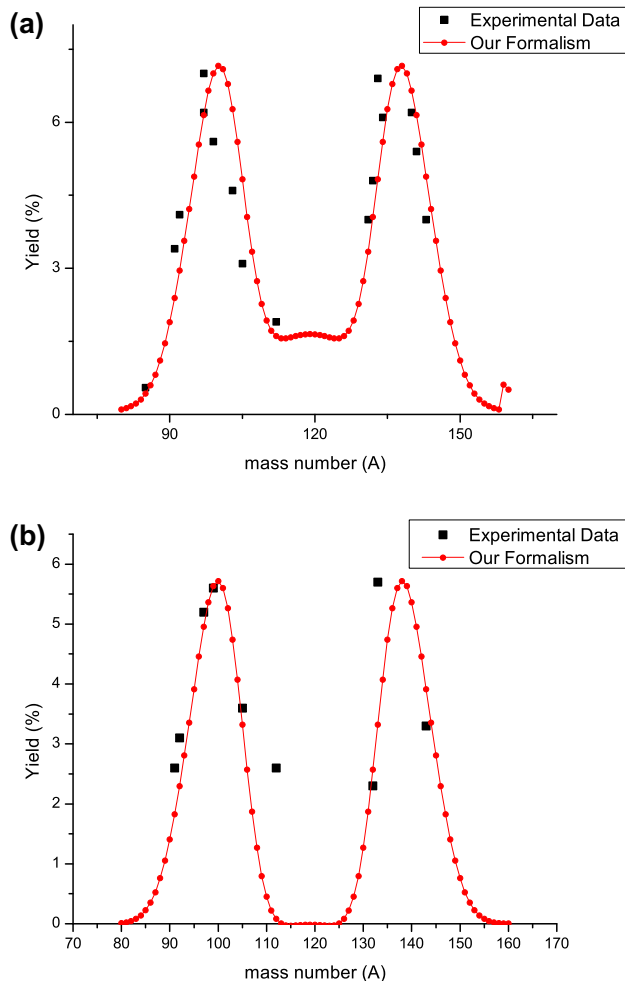 (a)
Experimental Data
Our Formalism
6
3
0
Yield (%)
90 120 150
mass number (A)
(b)
Experimental Data
Our Formalism
6
5
4
3
2
1
0
Yield (%)
70 80 90 100 110 120 130 140 150 160 170
mass number (A)